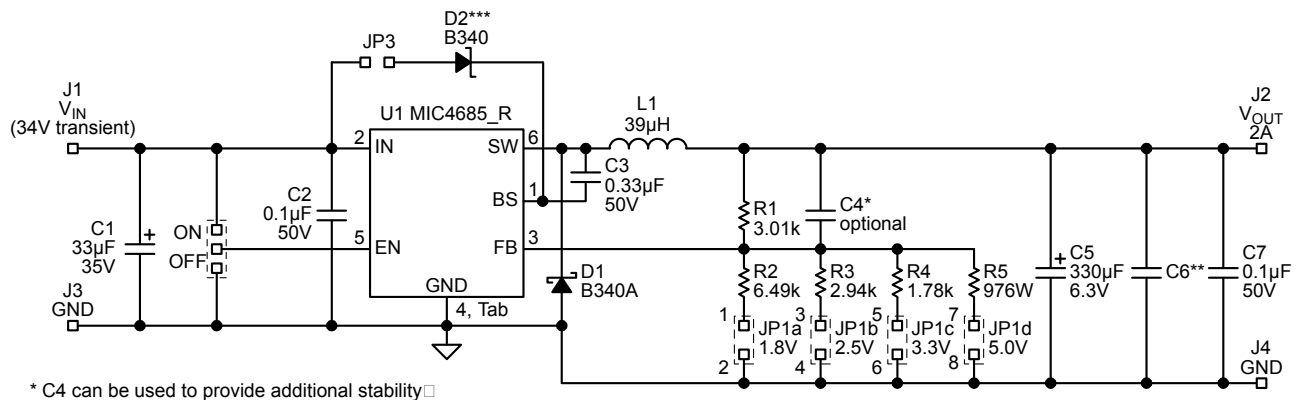 D2***
B340
JP3
J1
VIN
(34V transient)
U1 MIC4685_R
L1
39µH
J2
VOUT
2A
2
IN
SW
6
C3
0.33µF
50V
BS
1
C2
0.1µF
50V
R1
3.01k
C4*
optional
C1
33µF
35V
+
ON
OFF
5
EN
FB
3
J3
GND
GND
4, Tab
D1
B340A
R2
6.49k
R3
2.94k
R4
1.78k
R5
976W
+
C5
330µF
6.3V
C6**
C7
0.1µF
50V
1
JP1a
1.8V
2
3
JP1b
2.5V
4
5
JP1c
3.3V
6
7
JP1d
5.0V
8
J4
GND
* C4 can be used to provide additional stability□